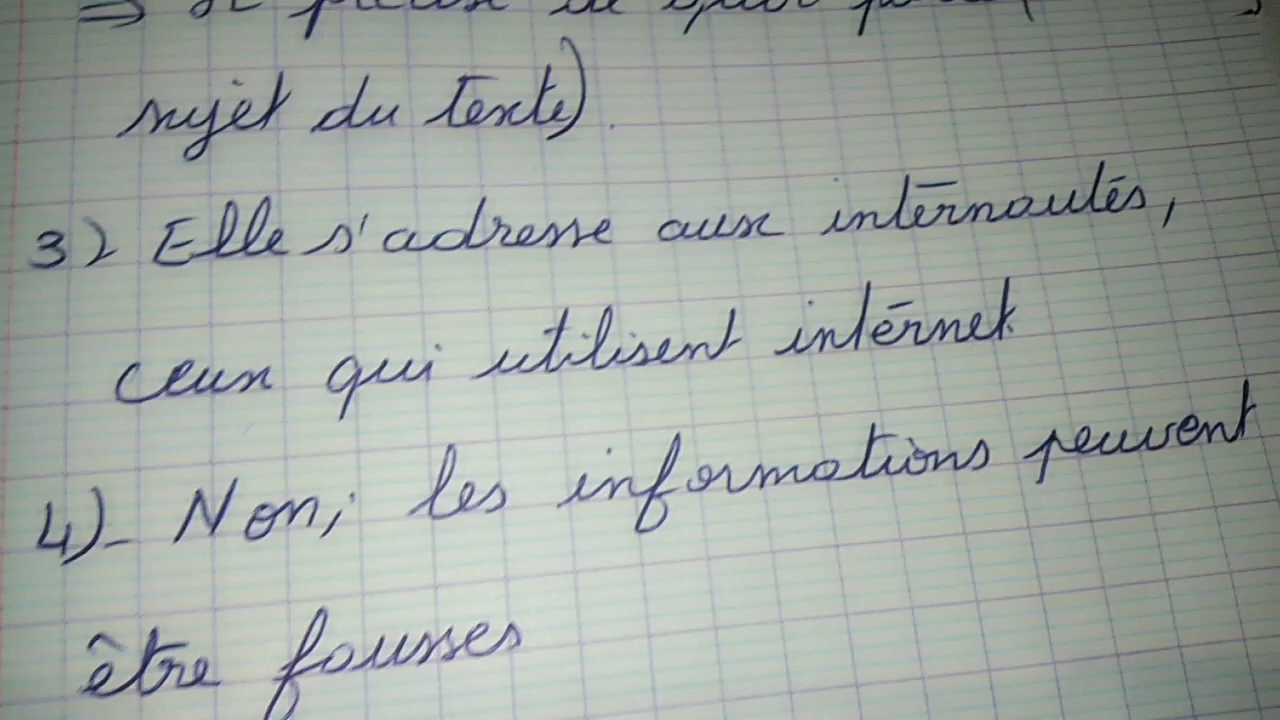 sujet du texte).
3) Elle s'adresse aux internautes,
ceux qui utilisent internet
4)- Non; les informations peuvent
être fausses